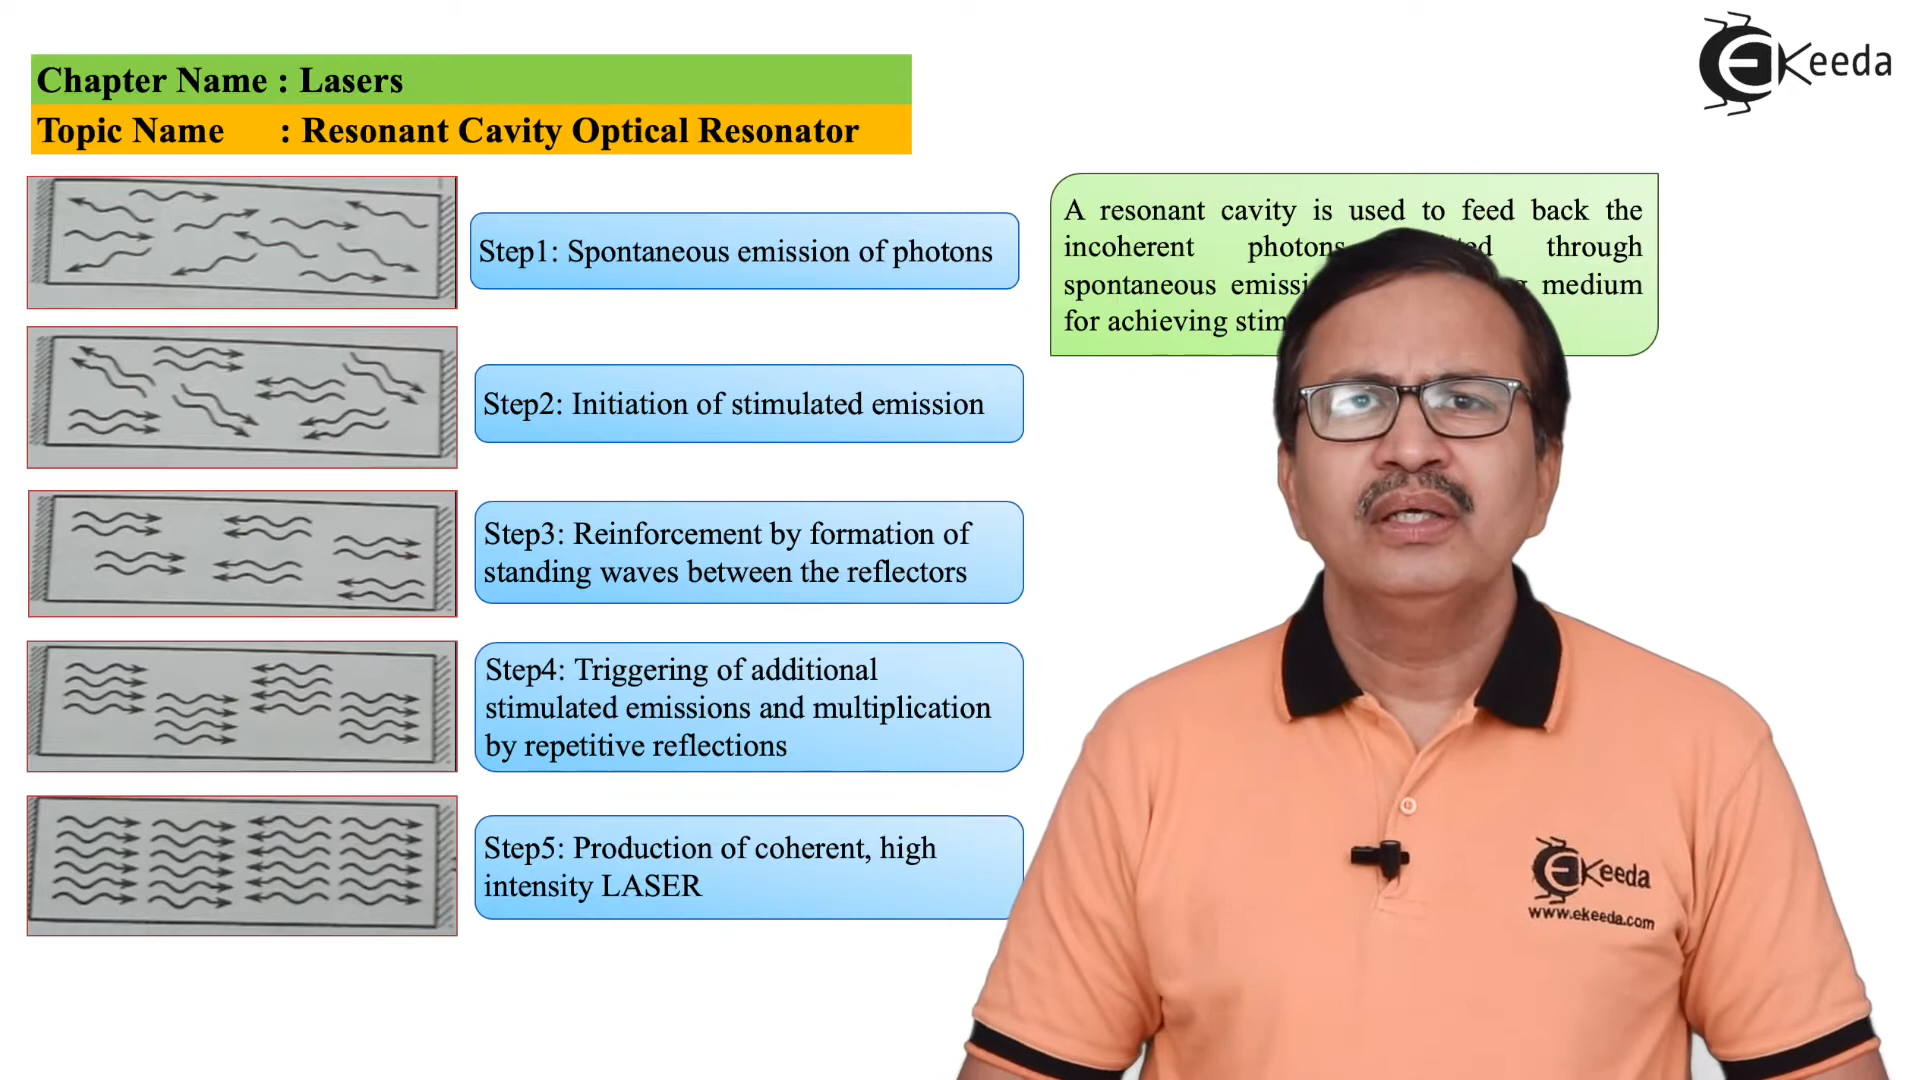 Keeda
Chapter Name : Lasers
Topic Name : Resonant Cavity Optical Resonator
Step1: Spontaneous emission of photons
Step2: Initiation of stimulated emission
Step3: Reinforcement by formation of
standing waves between the reflectors
Step4: Triggering of additional
stimulated emissions and multiplication
by repetitive reflections
Step5: Production of coherent, high
intensity LASER
A resonant cavity is used to feed back the
incoherent photons through
spontaneous medium
for achieving
Keeda
www.ekeeda.com